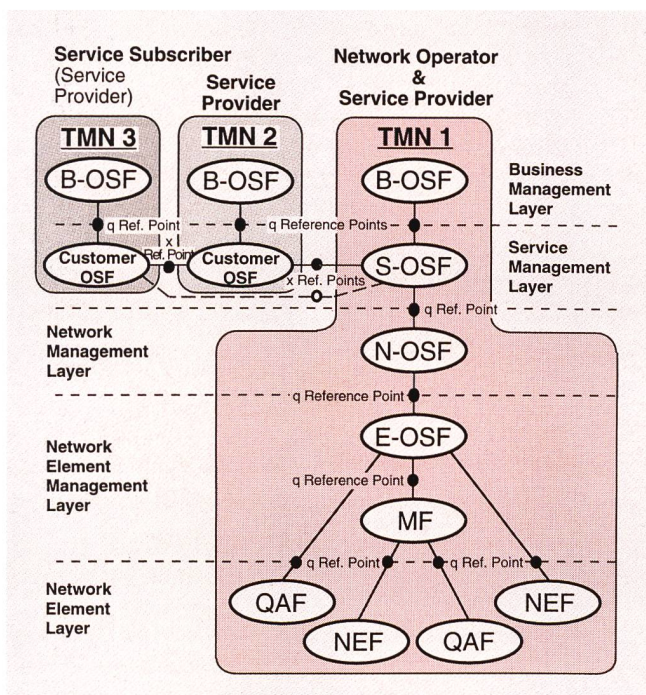 Service Subscriber
(Service
Provider)
Service
Provider
Network Operator
&
Service Provider
TMN 3
TMN 2
TMN 1
B-OSF
B-OSF
B-OSF
Business
Management
Layer
q Ref. Point
q Reference Points
x
Ref. Point
Customer
OSF
Customer
OSF
S-OSF
x Ref. Points
Service
Management
Layer
q Ref. Point
Network
Management
Layer
N-OSF
q Reference Point
E-OSF
Network
Element
Management
Layer
q Reference Point
MF
q Ref. Point
q Ref. Point
Network
Element
Layer
QAF
NEF
NEF
QAF